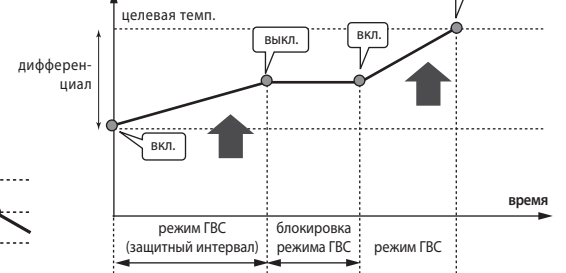 целевая темп.
выкл.
вкл.
дифферен-
циал
вкл.
время
режим ГВС
(защитный интервал)
блокировка
режима ГВС
режим ГВС